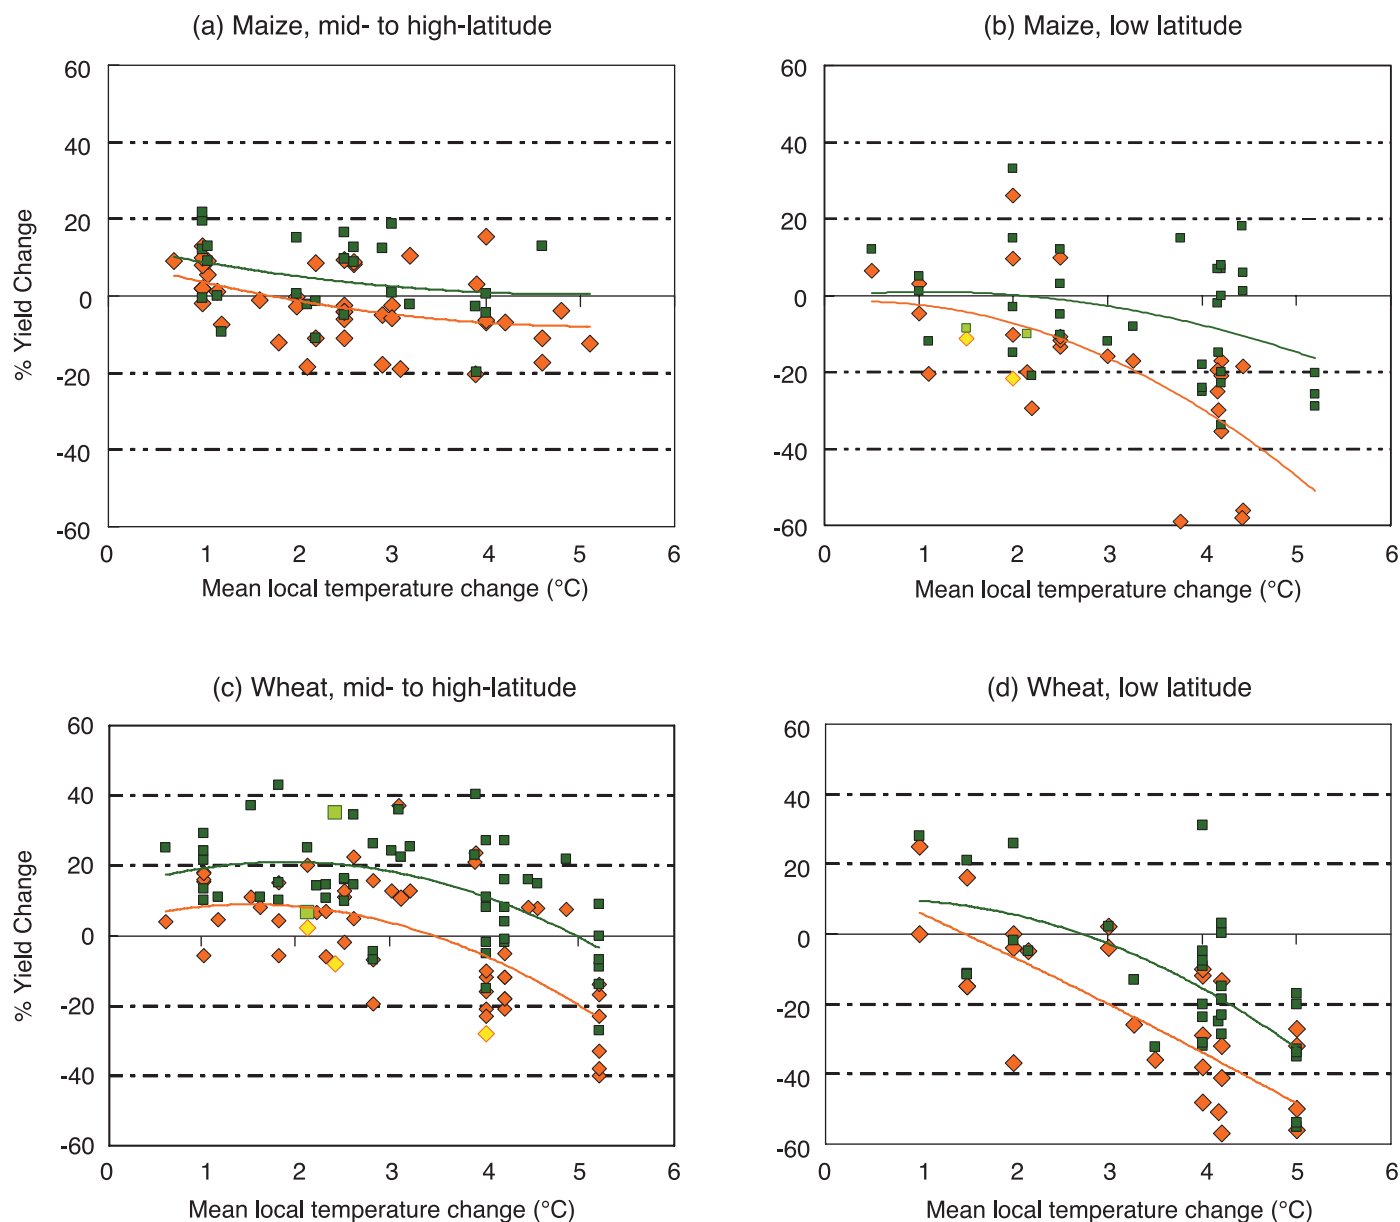 (a) Maize, mid- to high-latitude
60
40
20
0
-20
-40
-60
% Yield Change
0 1 2 3 4 5 6
Mean local temperature change (°C)
(b) Maize, low latitude
60
40
20
0
-20
-40
-60
0 1 2 3 4 5 6
Mean local temperature change (°C)
(c) Wheat, mid- to high-latitude
60
40
20
0
-20
-40
-60
% Yield Change
0 1 2 3 4 5 6
Mean local temperature change (°C)
(d) Wheat, low latitude
60
40
20
0
-20
-40
-60
0 1 2 3 4 5 6
Mean local temperature change (°C)